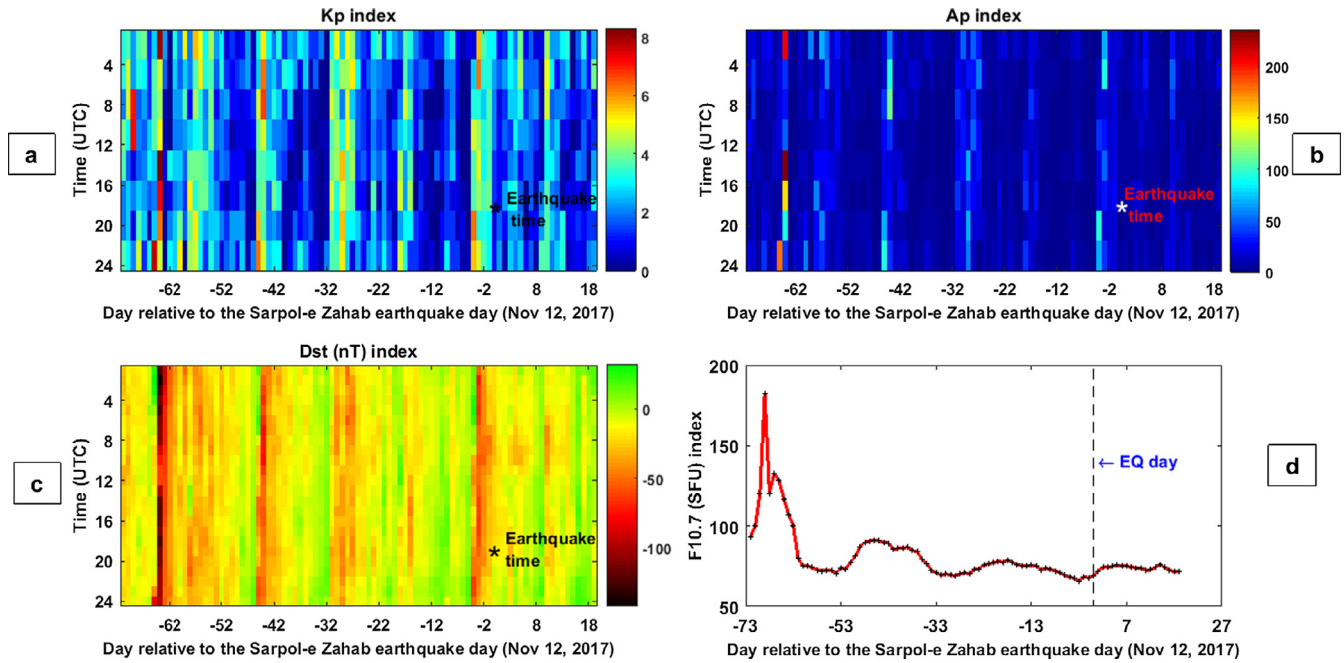 Kp index
4
8
12
16
20
24
Time (UTC)
a
* Earthquake
time
-62 -52 -42 -32 -22 -12 -2 8 18
Day relative to the Sarpol-e Zahab earthquake day (Nov 12, 2017)
8
6
4
2
0
Ap index
4
8
12
16
20
24
Time (UTC)
b
Earthquake
* time
-62 -52 -42 -32 -22 -12 -2 8 18
Day relative to the Sarpol-e Zahab earthquake day (Nov 12, 2017)
200
150
100
50
0
Dst (nT) index
4
8
12
16
20
24
Time (UTC)
c
* Earthquake
time
-62 -52 -42 -32 -22 -12 -2 8 18
Day relative to the Sarpol-e Zahab earthquake day (Nov 12, 2017)
0
-50
-100
200
150
100
50
F10.7 (SFU) index
← EQ day
d
-73 -53 -33 -13 7 27
Day relative to the Sarpol-e Zahab earthquake day (Nov 12, 2017)